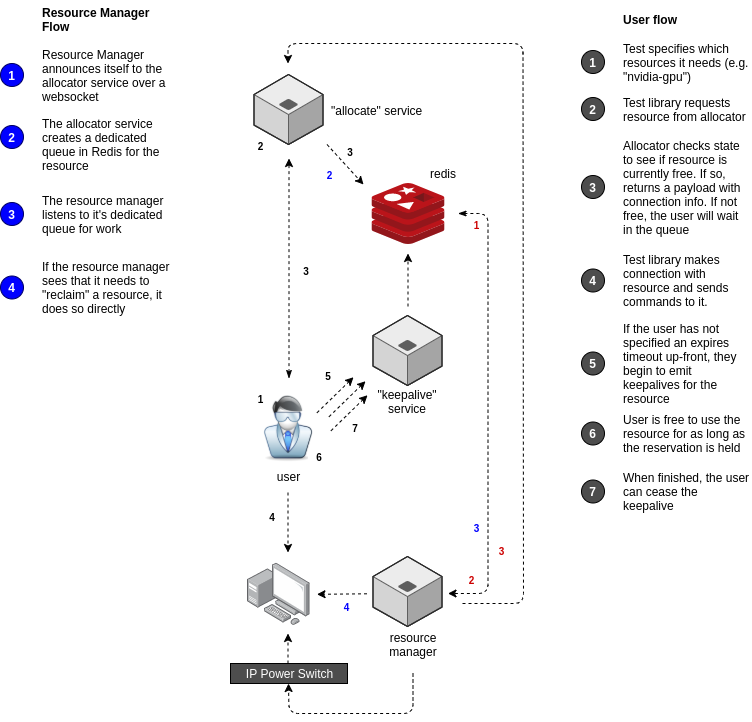 Resource Manager
Flow
1
Resource Manager
announces itself to the
allocator service over a
websocket
2
The allocator service
creates a dedicated
queue in Redis for the
resource
3
The resource manager
listens to it's dedicated
queue for work
4
If the resource manager
sees that it needs to
"reclaim" a resource, it
does so directly
"allocate" service
2
3
2
redis
1
3
"keepalive"
service
5
1
7
6
user
4
3
3
2
4
resource
manager
IP Power Switch
User flow
1
Test specifies which
resources it needs (e.g.
"nvidia-gpu")
2
Test library requests
resource from allocator
3
Allocator checks state
to see if resource is
currently free. If so,
returns a payload with
connection info. If not
free, the user will wait
in the queue
4
Test library makes
connection with
resource and sends
commands to it.
5
If the user has not
specified an expires
timeout up-front, they
begin to emit
keepalives for the
resource
6
User is free to use the
resource for as long as
the reservation is held
7
When finished, the user
can cease the
keepalive